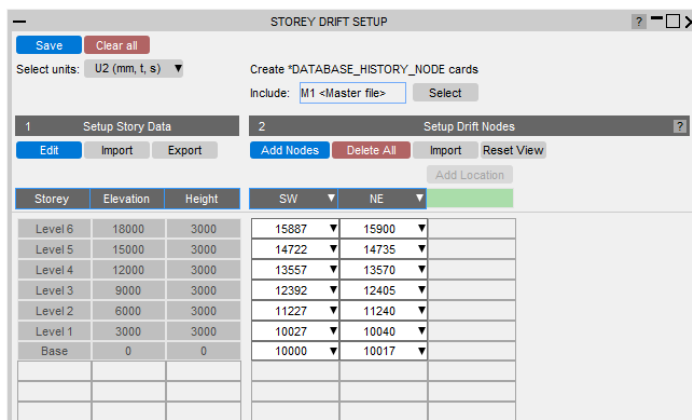 STOREY DRIFT SETUP ?
Save Clear all
Select units: U2 (mm, t, s) Create *DATABASE_HISTORY_NODE cards
Include: M1 <Master file> Select
1 Setup Story Data 2 Setup Drift Nodes ?
Edit Import Export Add Nodes Delete All Import Reset View
Add Location
Storey Elevation Height SW NE
Level 6 18000 3000 15887 15900
Level 5 15000 3000 14722 14735
Level 4 12000 3000 13557 13570
Level 3 9000 3000 12392 12405
Level 2 6000 3000 11227 11240
Level 1 3000 3000 10027 10040
Base 0 0 10000 10017